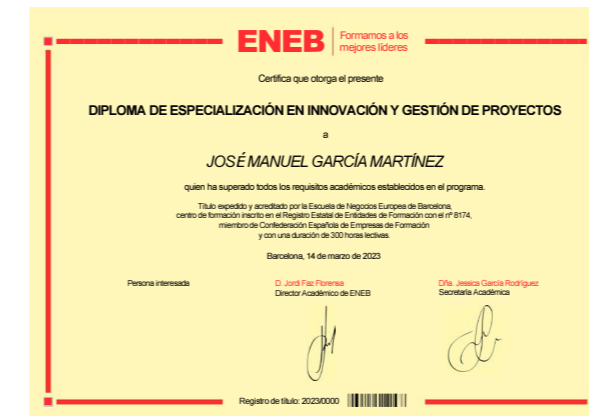 ENEB
Formamos a los
mejores líderes
Certifica que otorga el presente
DIPLOMA DE ESPECIALIZACIÓN EN INNOVACIÓN Y GESTIÓN DE PROYECTOS
a
JOSÉ MANUEL GARCÍA MARTÍNEZ
quien ha superado todos los requisitos académicos establecidos en el programa.
Título expedido y acreditado por la Escuela de Negocios Europea de Barcelona,
centro de formación inscrito en el Registro Estatal de Entidades de Formación con el nº 8174,
miembro de Confederación Española de Empresas de Formación
y con una duración de 300 horas lectivas.
Barcelona, 14 de marzo de 2023
Persona interesada
D. Jordi Faz Florensa
Director Académico de ENEB
Dña. Jessica García Rodríguez
Secretaría Académica
Registro de título: 2023/0000